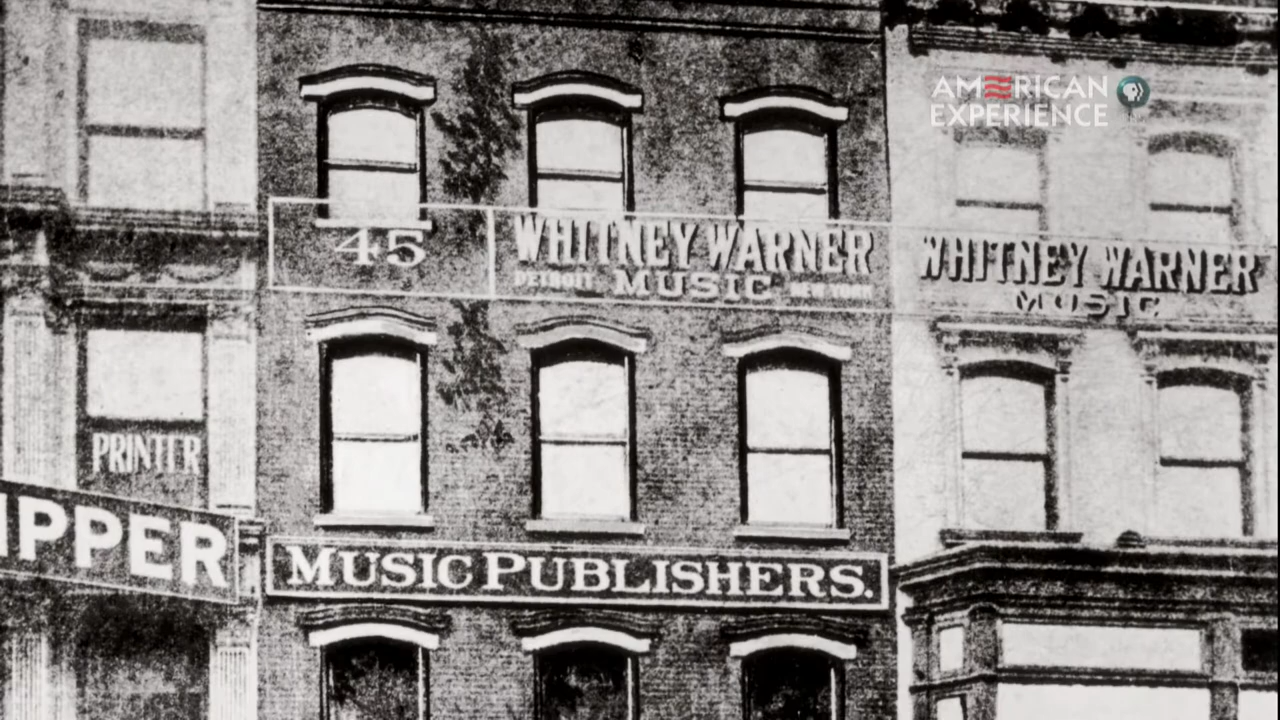 AMERICAN
EXPERIENCE
45
WHITNEY WARNER
DETROIT MUSIC NEW YORK
WHITNEY WARNER
MUSIC
PRINTER
IPPER
MUSIC PUBLISHERS.